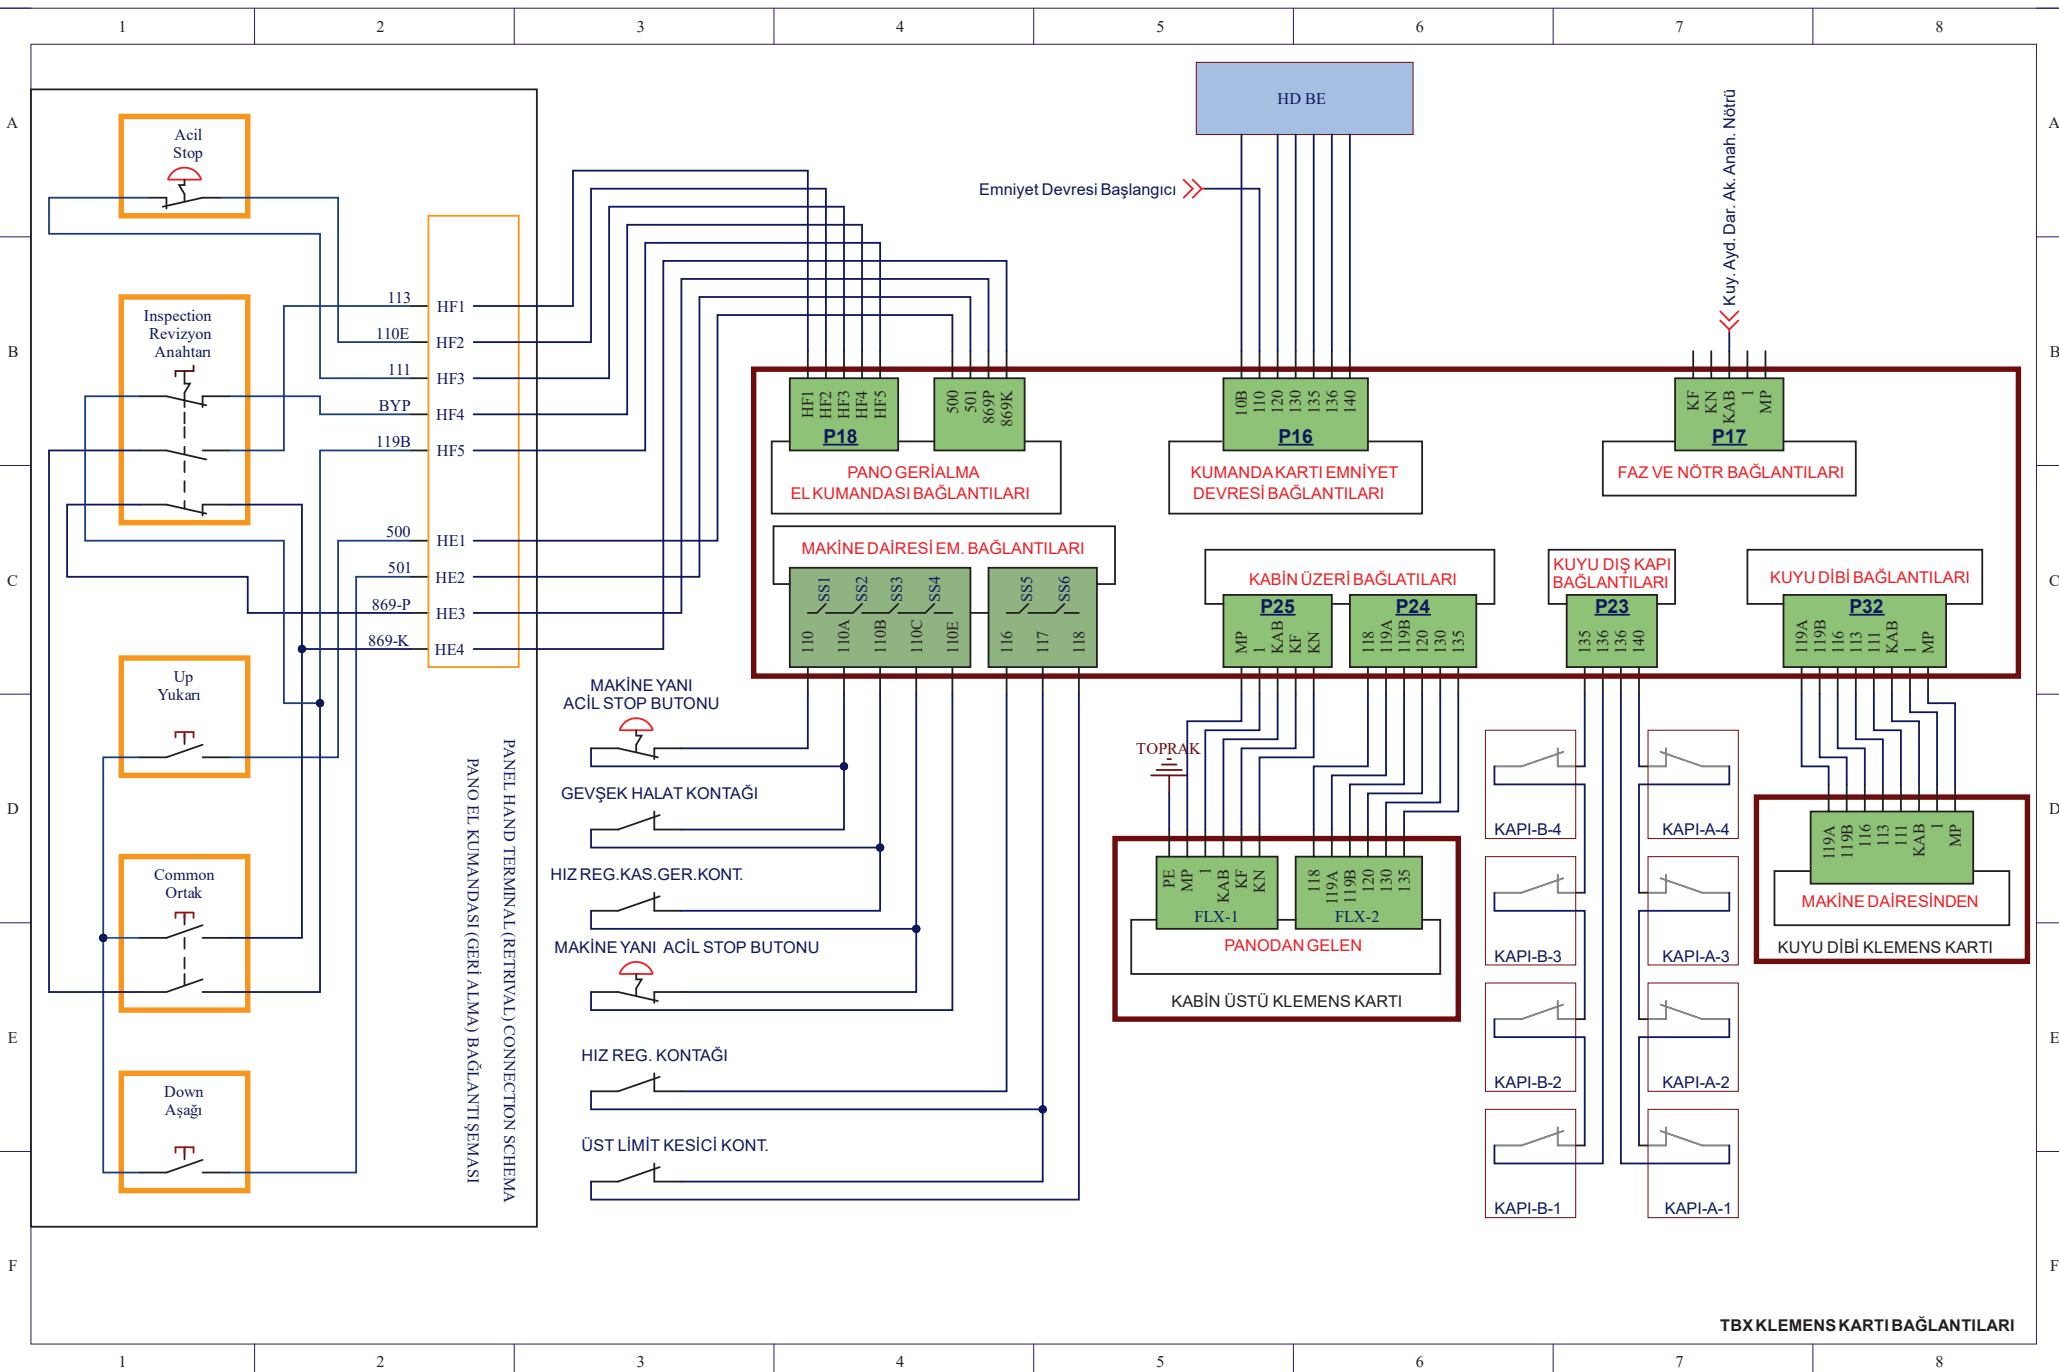 1 2 3 4 5 6 7 8
A A
B B
C C
D D
E E
F F
1 2 3 4 5 6 7 8
Acil
Stop
Inspection
Revizyon
Anahtarı
Up
Yukarı
Common
Ortak
Down
Aşağı
113 HF1
110E HF2
111 HF3
BYP HF4
119B HF5
500 HE1
501 HE2
869-P HE3
869-K HE4
PANEL HAND TERMINAL (RETRIVAL) CONNECTION SCHEMA
PANO EL KUMANDASI (GERİ ALMA) BAĞLANTI ŞEMASI
HD BE
Emniyet Devresi Başlangıcı
Kuy. Ayd. Dar. Ak. Anah. Nötrü
HF1 HF2 HF3 HF4 HF5
P18
500 501 869P 869K
PANO GERİALMA
EL KUMANDASI BAĞLANTILARI
10B 110 120 130 135 136 140
P16
KUMANDA KARTI EMNİYET
DEVRESİ BAĞLANTILARI
KF KN KAB 1 MP
P17
FAZ VE NÖTR BAĞLANTILARI
MAKİNE DAİRESİ EM. BAĞLANTILARI
SS1 SS2 SS3 SS4 SS5 SS6
110 110A 110B 110C 110E 116 117 118
KABİN ÜZERİ BAĞLATILARI
P25
MP 1 KAB KF KN
P24
118 119A 119B 120 130 135
KUYU DIŞ KAPI
BAĞLANTILARI
P23
135 136 136 140
KUYU DİBİ BAĞLANTILARI
P32
119A 119B 116 113 111 KAB 1 MP
MAKİNE YANI
ACİL STOP BUTONU
GEVŞEK HALAT KONTAĞI
HIZ REG.KAS.GER.KONT.
MAKİNE YANI ACİL STOP BUTONU
HIZ REG. KONTAĞI
ÜST LİMİT KESİCİ KONT.
TOPRAK
PE MP 1 KAB KF KN
FLX-1
118 119A 119B 120 130 135
FLX-2
PANODAN GELEN
KABİN ÜSTÜ KLEMENS KARTI
KAPI-B-4 KAPI-A-4
KAPI-B-3 KAPI-A-3
KAPI-B-2 KAPI-A-2
KAPI-B-1 KAPI-A-1
119A 119B 116 113 111 KAB 1 MP
MAKİNE DAİRESİNDEN
KUYU DİBİ KLEMENS KARTI
TBX KLEMENS KARTI BAĞLANTILARI